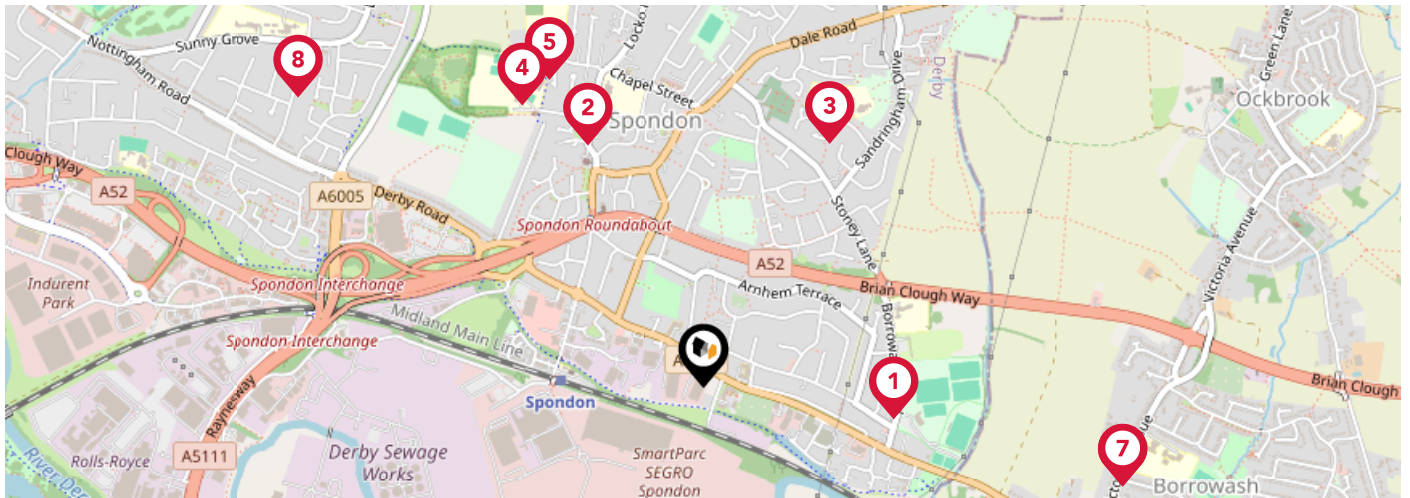 Nottingham Road
Sunny Grove
8
5
4
2
Locko
Chapel Street
Spondon
Dale Road
3
Sandringham Drive
Derby
Green Lane
Ockbrook
Clough Way
A52
A6005
Derby Road
Spondon Roundabout
Stoney Lane
A52
Victoria Avenue
Indurent
Park
Spondon Interchange
Arnhem Terrace
Brian Clough Way
Midland Main Line
Spondon Interchange
A
Borrowa
1
Brian Clough
Spondon
Raynesway
A5111
Rolls-Royce
River Der
Derby Sewage
Works
SmartParc
SEGRO
Spondon
7
Borrowash